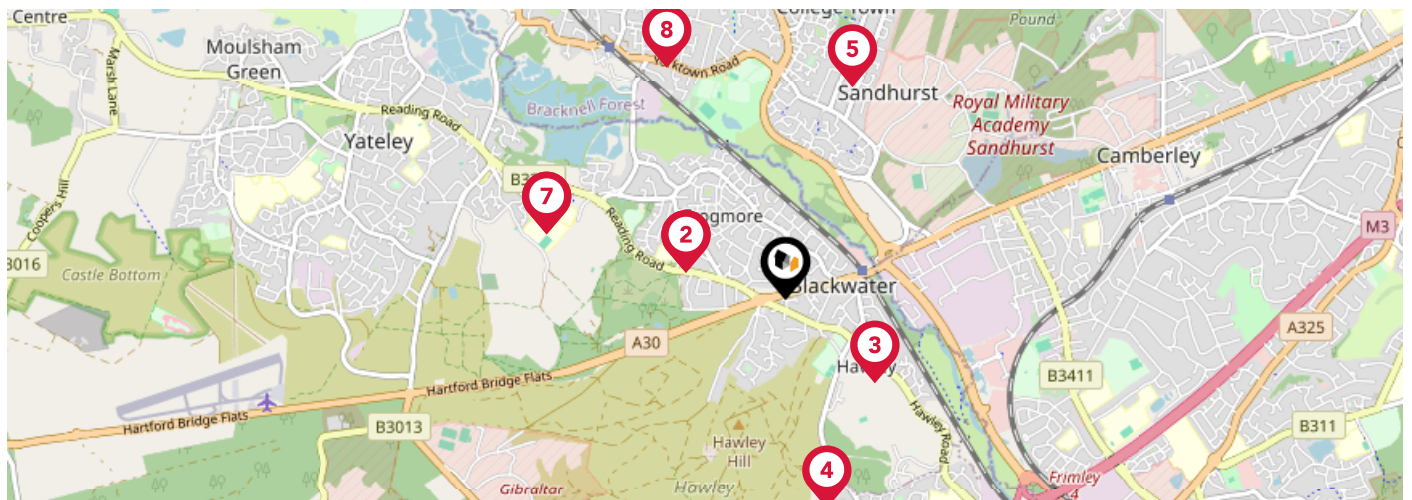 Centre
College Town
Pound
8
5
Moulsham
Green
Marsh Lane
Yorktown Road
Sandhurst
Bracknell Forest
Royal Military
Academy
Sandhurst
Reading Road
Yateley
Camberley
7
Coopers Hill
Reading Road
2
M3
B3016
Castle Bottom
Blackwater
A30
3
A325
Hawley
B3411
Hartford Bridge Flats
Hartford Bridge Flats
B3013
Hawley Road
B311
Hawley
Hill
4
Frimley
4
Gibraltar
Hawley